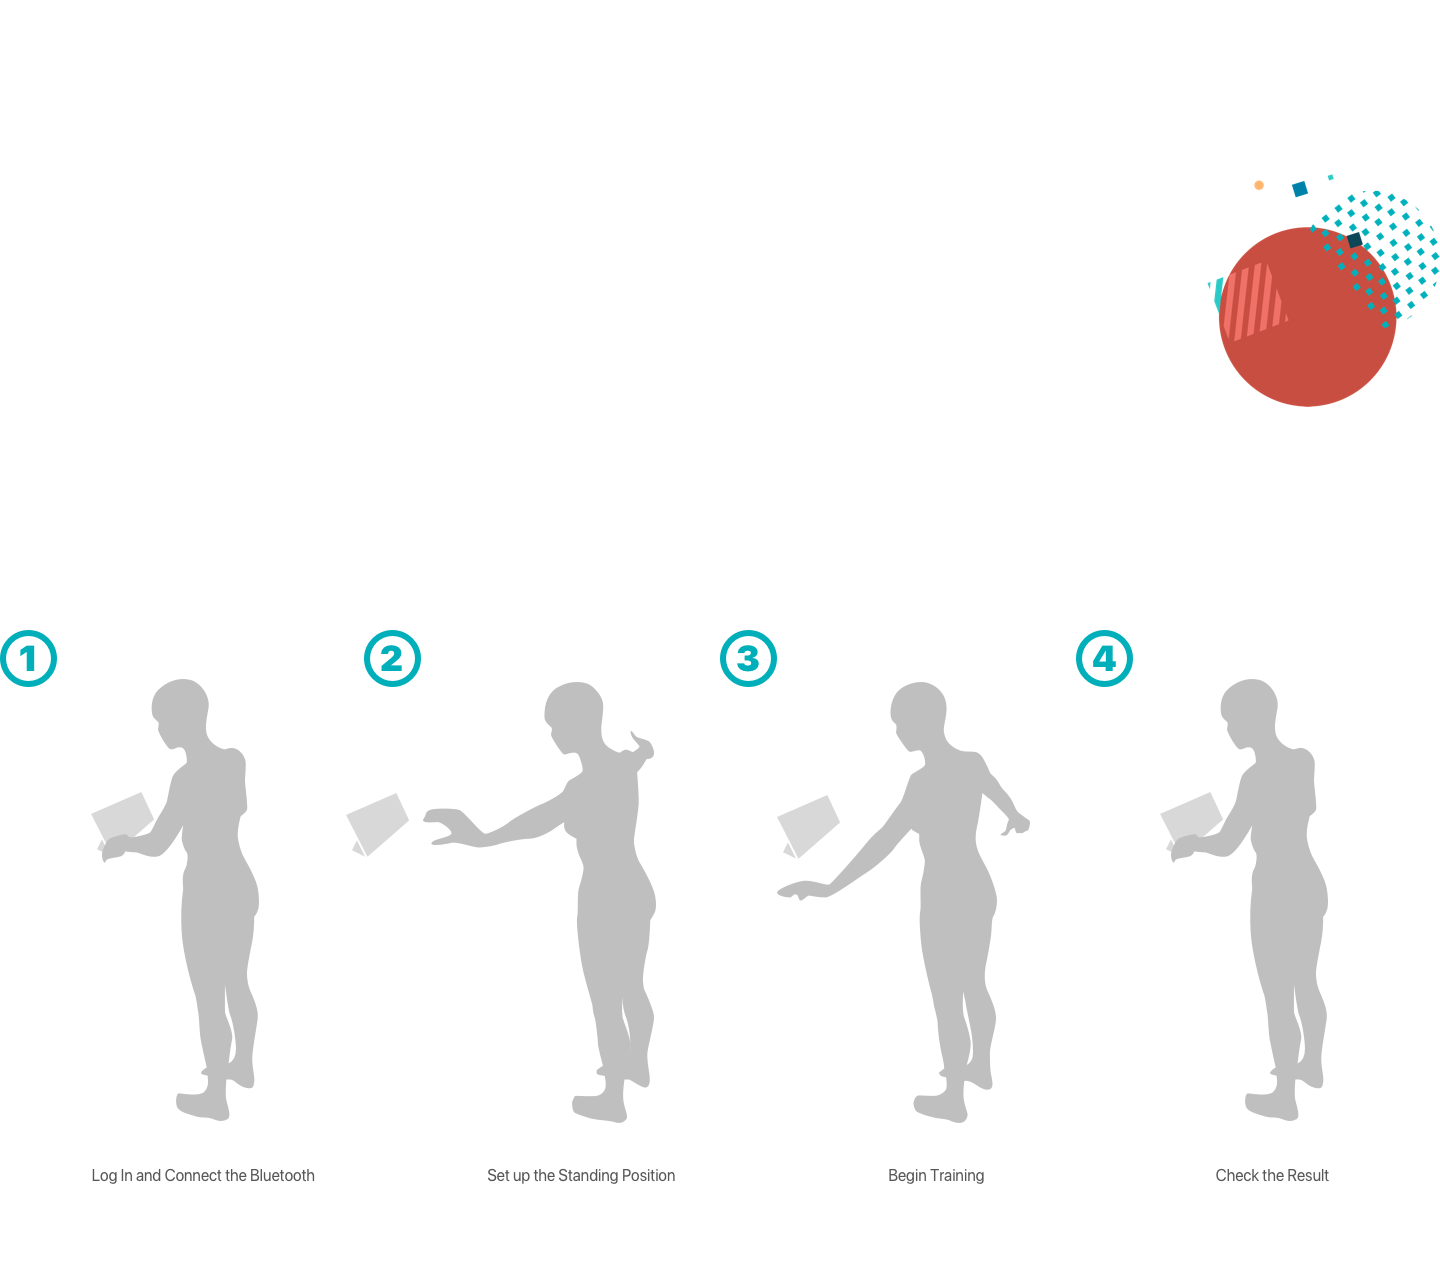 1
2
3
4
Log In and Connect the Bluetooth
Set up the Standing Position
Begin Training
Check the Result